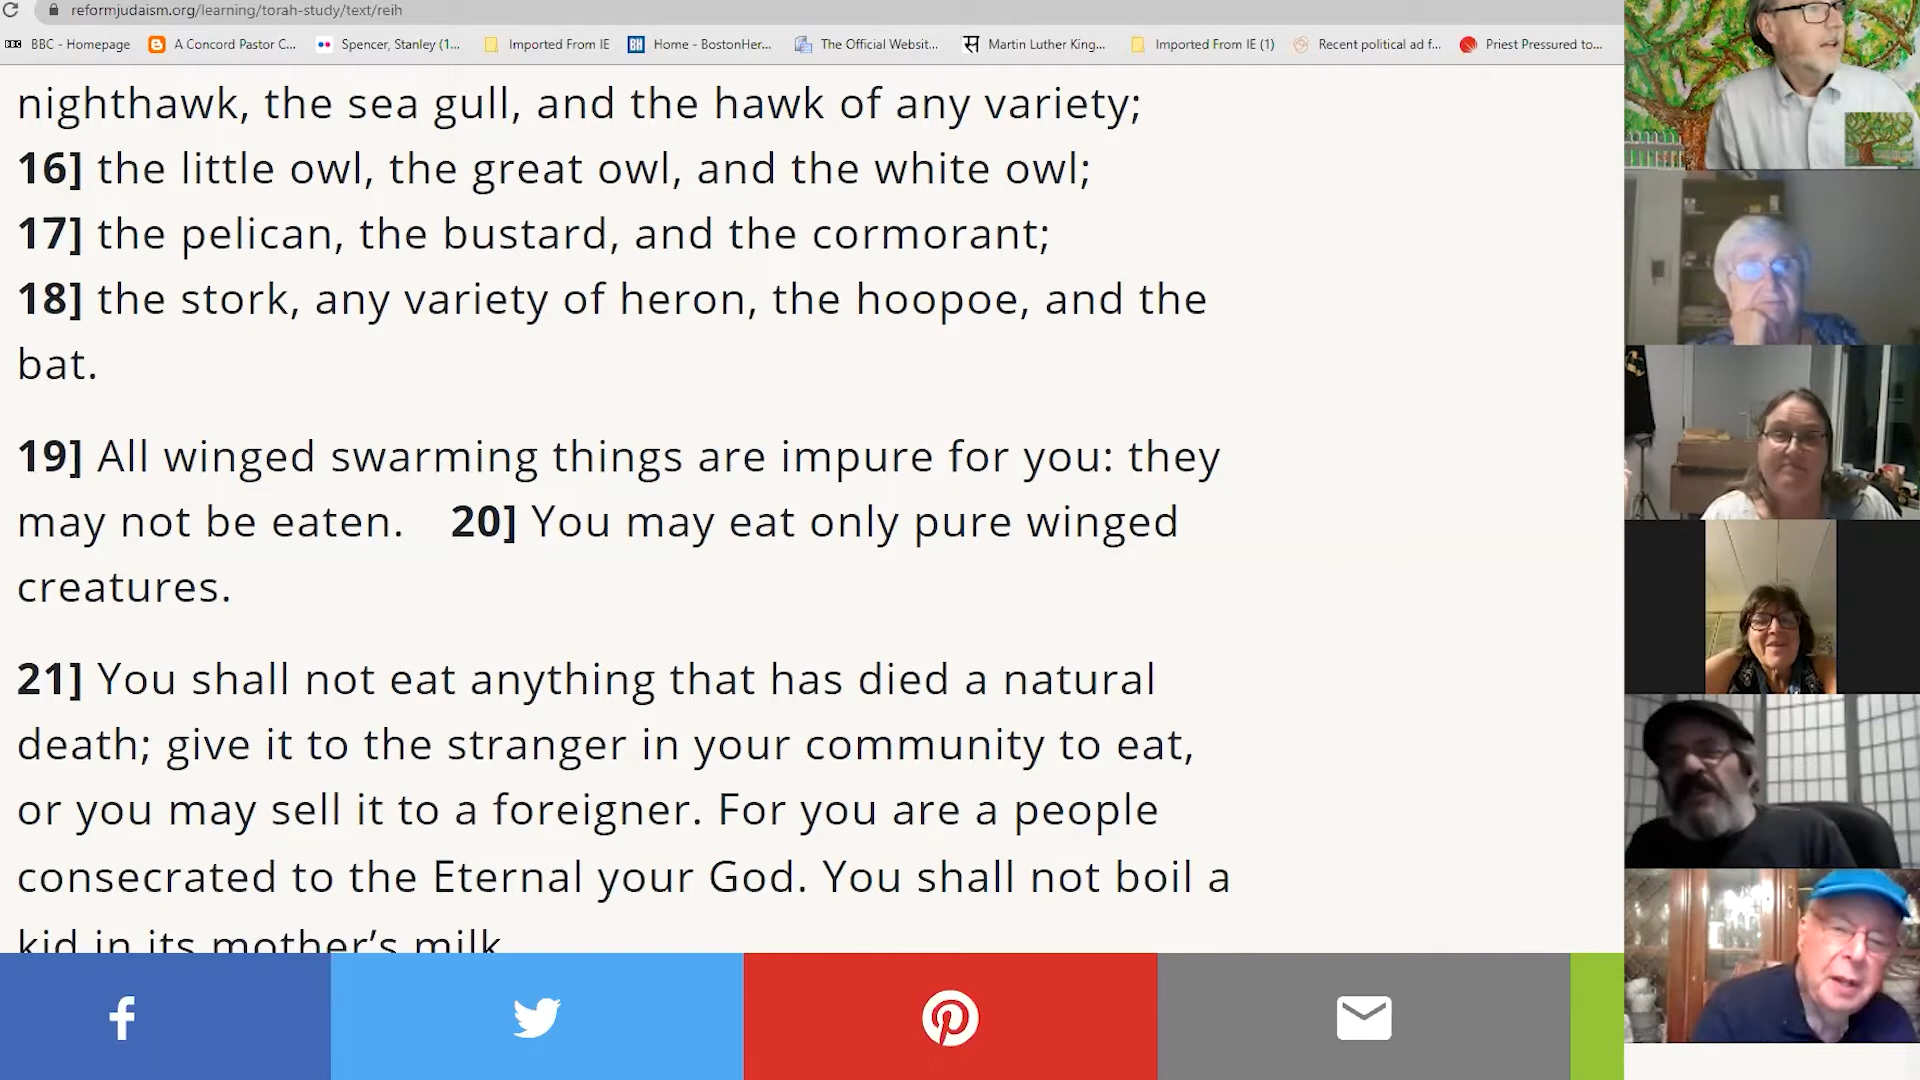 reformjudaism.org/learning/torah-study/text/reih
BBC BBC - Homepage A Concord Pastor C... Spencer, Stanley (1... Imported From IE BH Home - BostonHer... The Official Websit... Martin Luther King... Imported From IE (1) Recent political ad f... Priest Pressured to...
nighthawk, the sea gull, and the hawk of any variety;
16] the little owl, the great owl, and the white owl;
17] the pelican, the bustard, and the cormorant;
18] the stork, any variety of heron, the hoopoe, and the
bat.
19] All winged swarming things are impure for you: they
may not be eaten. 20] You may eat only pure winged
creatures.
21] You shall not eat anything that has died a natural
death; give it to the stranger in your community to eat,
or you may sell it to a foreigner. For you are a people
consecrated to the Eternal your God. You shall not boil a
kid in its mother’s milk